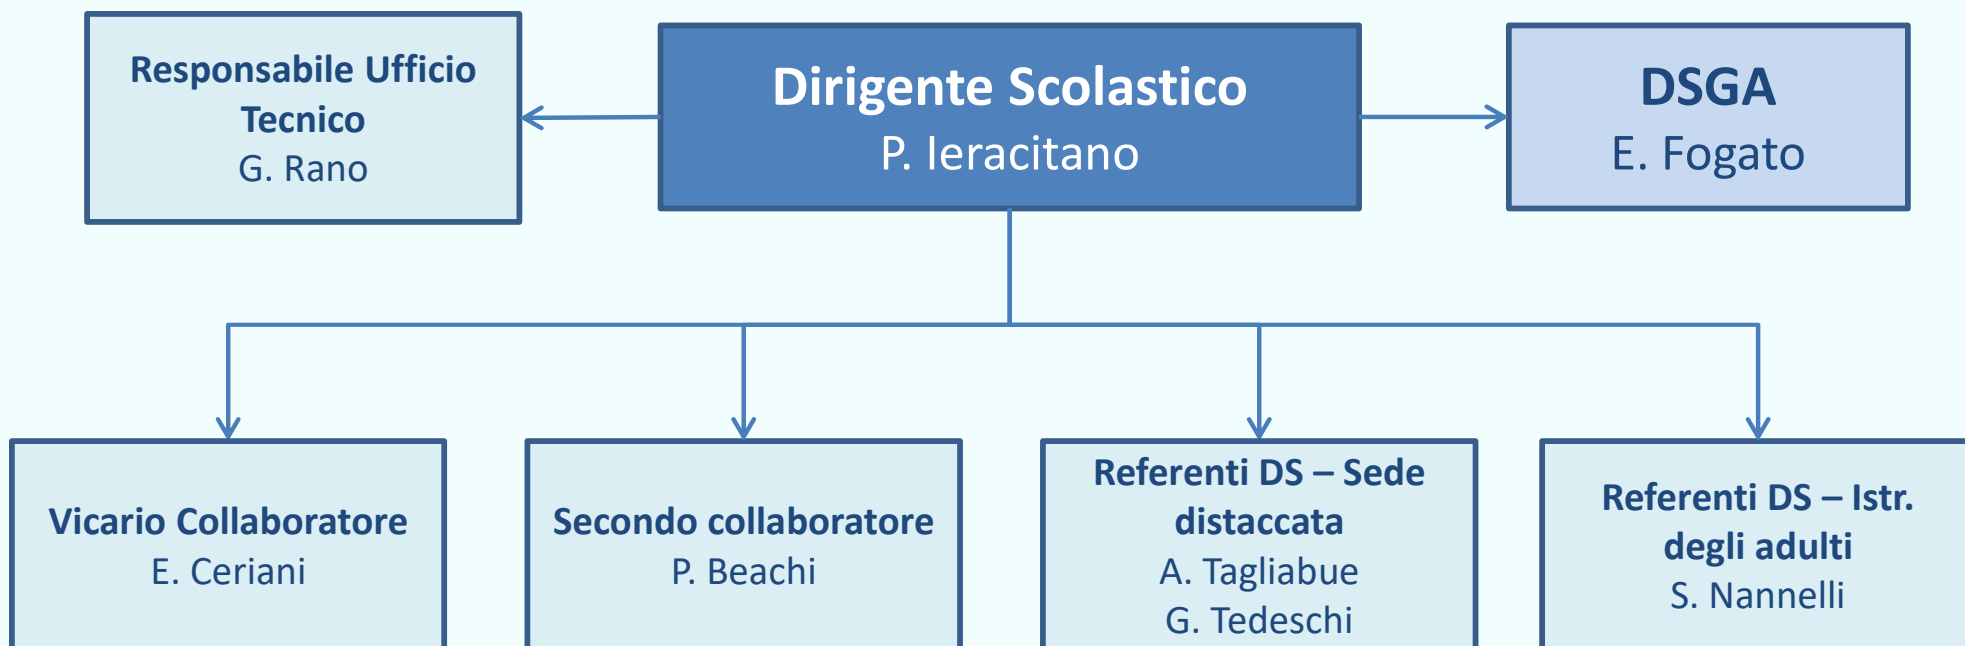 Responsabile Ufficio
Tecnico
G. Rano
Dirigente Scolastico
P. Ieracitano
DSGA
E. Fogato
Vicario Collaboratore
E. Ceriani
Secondo collaboratore
P. Beachi
Referenti DS – Sede
distaccata
A. Tagliabue
G. Tedeschi
Referenti DS – Istr.
degli adulti
S. Nannelli